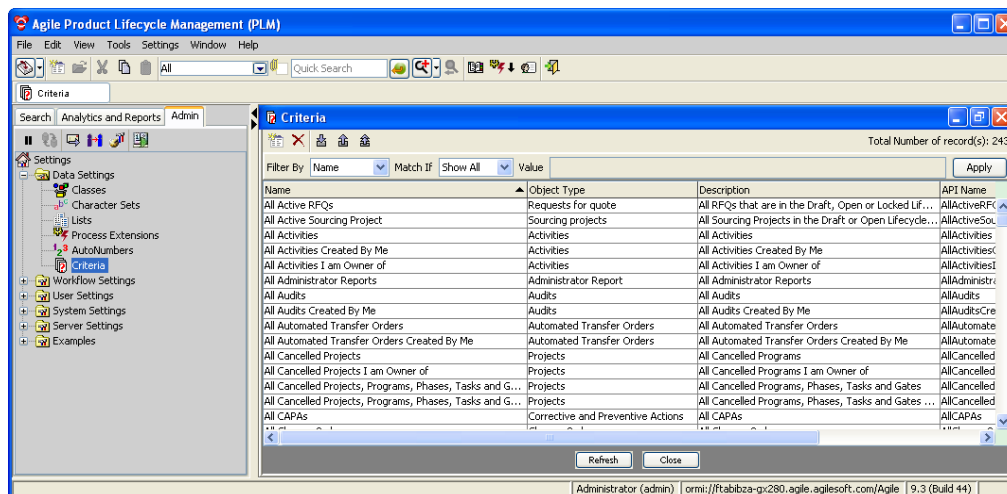 Agile Product Lifecycle Management (PLM)
File Edit View Tools Settings Window Help
All Quick Search
Criteria
Search Analytics and Reports Admin
Settings
Data Settings
Classes
Character Sets
Lists
Process Extensions
AutoNumbers
Criteria
Workflow Settings
User Settings
System Settings
Server Settings
Examples
Criteria
Total Number of record(s): 243
Filter By Name Match If Show All Value Apply
Name Object Type Description API Name
All Active RFQs Requests for quote All RFQs that are in the Draft, Open or Locked Lif... AllActiveRFQ
All Active Sourcing Project Sourcing projects All Sourcing Projects in the Draft or Open Lifecycle... AllActiveSou
All Activities Activities All Activities AllActivities
All Activities Created By Me Activities All Activities Created By Me AllActivitiesC
All Activities I am Owner of Activities All Activities I am Owner of AllActivitiesI
All Administrator Reports Administrator Report All Administrator Reports AllAdministra
All Audits Audits All Audits AllAudits
All Audits Created By Me Audits All Audits Created By Me AllAuditsCre
All Automated Transfer Orders Automated Transfer Orders All Automated Transfer Orders AllAutomate
All Automated Transfer Orders Created By Me Automated Transfer Orders All Automated Transfer Orders Created By Me AllAutomate
All Cancelled Projects Projects All Cancelled Programs AllCancelled
All Cancelled Projects I am Owner of Projects All Cancelled Programs I am Owner of AllCancelled
All Cancelled Projects, Programs, Phases, Tasks and G... Projects All Cancelled Programs, Phases, Tasks and Gates AllCancelled
All Cancelled Projects, Programs, Phases, Tasks and G... Projects All Cancelled Programs, Phases, Tasks and Gates ... AllCancelled
All CAPAs Corrective and Preventive Actions All CAPAs AllCAPAs
Refresh Close
Administrator (admin) ormi://ftabibza-gx280.agile.agilesoft.com/Agile 9.3 (Build 44)